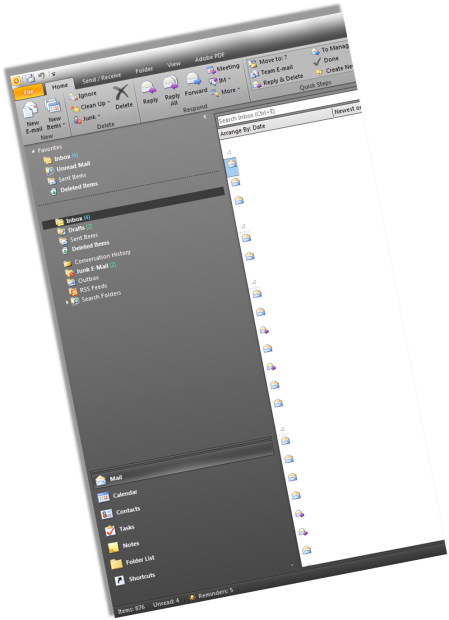 File Home Send / Receive Folder View Adobe PDF
New E-mail
New Items
New
Ignore
Clean Up
Junk
Delete
Delete
Reply
Reply All
Forward
Meeting
IM
More
Respond
Move to: ?
Team E-mail
Reply & Delete
To Manag
Done
Create Ne
Quick Steps
Favorites
Inbox (4)
Unread Mail
Sent Items
Deleted Items
Inbox (4)
Drafts [2]
Sent Items
Deleted Items
Conversation History
Junk E-Mail [2]
Outbox
RSS Feeds
Search Folders
Search Inbox (Ctrl+E)
Arrange By: Date
Newest o
Mail
Calendar
Contacts
Tasks
Notes
Folder List
Shortcuts
Items: 876 Unread: 4 Reminders: 5